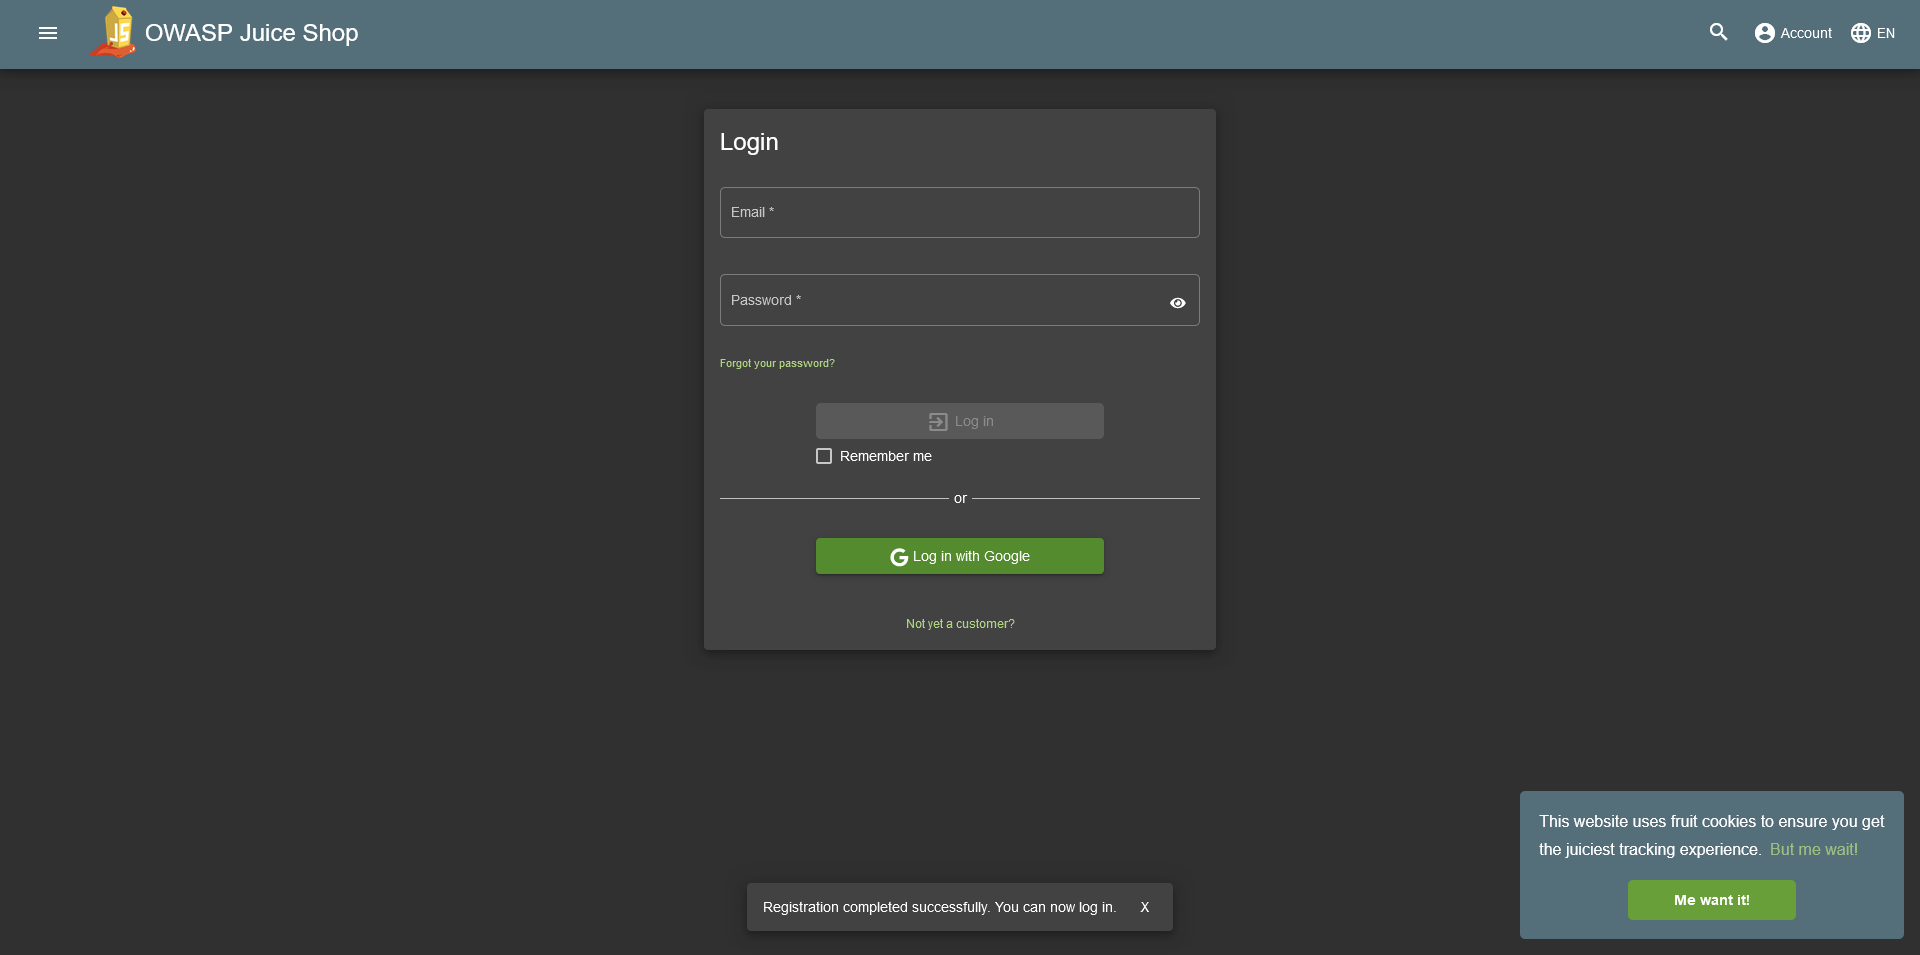 OWASP Juice Shop
Account
EN
Login
Email *
Password *
Forgot your password?
Log in
Remember me
or
Log in with Google
Not yet a customer?
This website uses fruit cookies to ensure you get
the juiciest tracking experience. But me wait!
Me want it!
Registration completed successfully. You can now log in. X